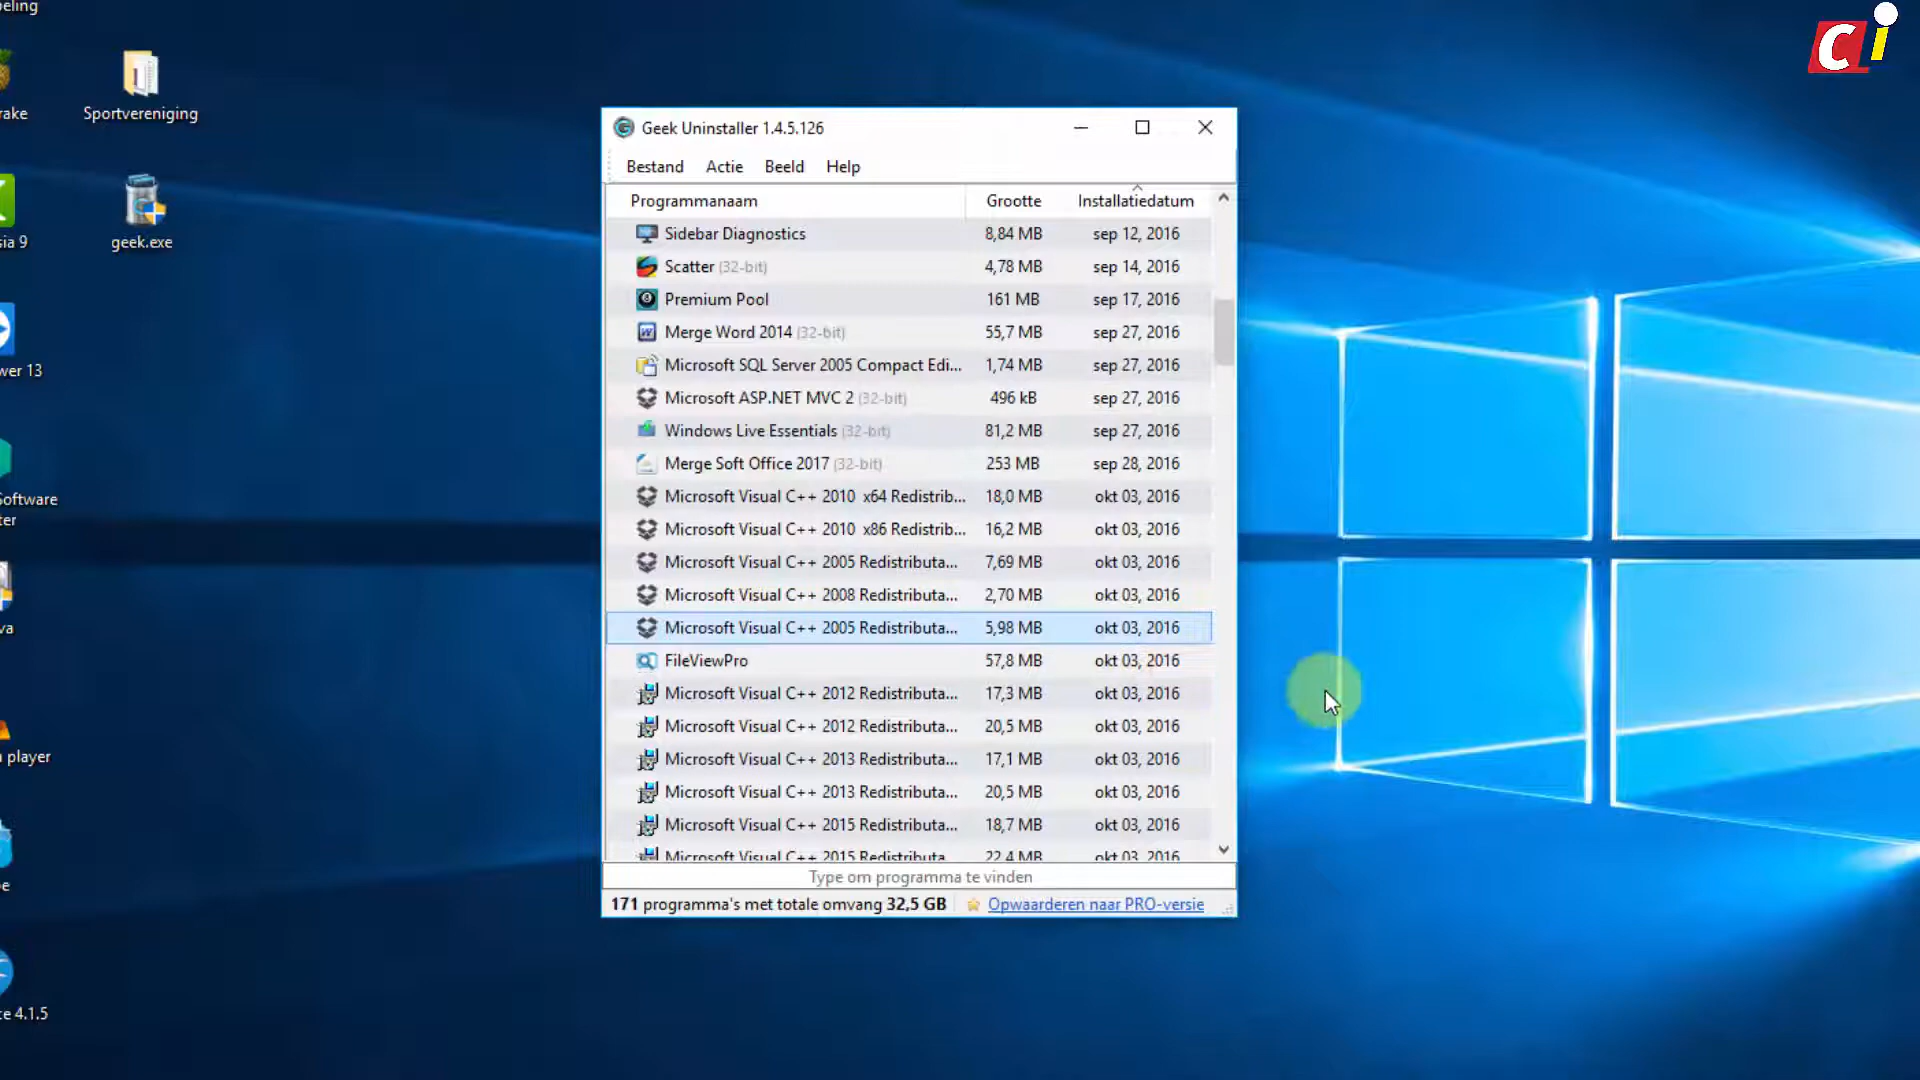 eling
rake
sia 9
wer 13
Software
ter
va
player
e
ce 4.1.5
Sportvereniging
geek.exe
Ci
Geek Uninstaller 1.4.5.126
Bestand Actie Beeld Help
Programmanaam Grootte Installatiedatum
Sidebar Diagnostics 8,84 MB sep 12, 2016
Scatter (32-bit) 4,78 MB sep 14, 2016
Premium Pool 161 MB sep 17, 2016
Merge Word 2014 (32-bit) 55,7 MB sep 27, 2016
Microsoft SQL Server 2005 Compact Edi... 1,74 MB sep 27, 2016
Microsoft ASP.NET MVC 2 (32-bit) 496 kB sep 27, 2016
Windows Live Essentials (32-bit) 81,2 MB sep 27, 2016
Merge Soft Office 2017 (32-bit) 253 MB sep 28, 2016
Microsoft Visual C++ 2010 x64 Redistrib... 18,0 MB okt 03, 2016
Microsoft Visual C++ 2010 x86 Redistrib... 16,2 MB okt 03, 2016
Microsoft Visual C++ 2005 Redistributa... 7,69 MB okt 03, 2016
Microsoft Visual C++ 2008 Redistributa... 2,70 MB okt 03, 2016
Microsoft Visual C++ 2005 Redistributa... 5,98 MB okt 03, 2016
FileViewPro 57,8 MB okt 03, 2016
Microsoft Visual C++ 2012 Redistributa... 17,3 MB okt 03, 2016
Microsoft Visual C++ 2012 Redistributa... 20,5 MB okt 03, 2016
Microsoft Visual C++ 2013 Redistributa... 17,1 MB okt 03, 2016
Microsoft Visual C++ 2013 Redistributa... 20,5 MB okt 03, 2016
Microsoft Visual C++ 2015 Redistributa... 18,7 MB okt 03, 2016
Microsoft Visual C++ 2015 Redistributa... 22,4 MB okt 03, 2016
Type om programma te vinden
171 programma's met totale omvang 32,5 GB Opwaarderen naar PRO-versie